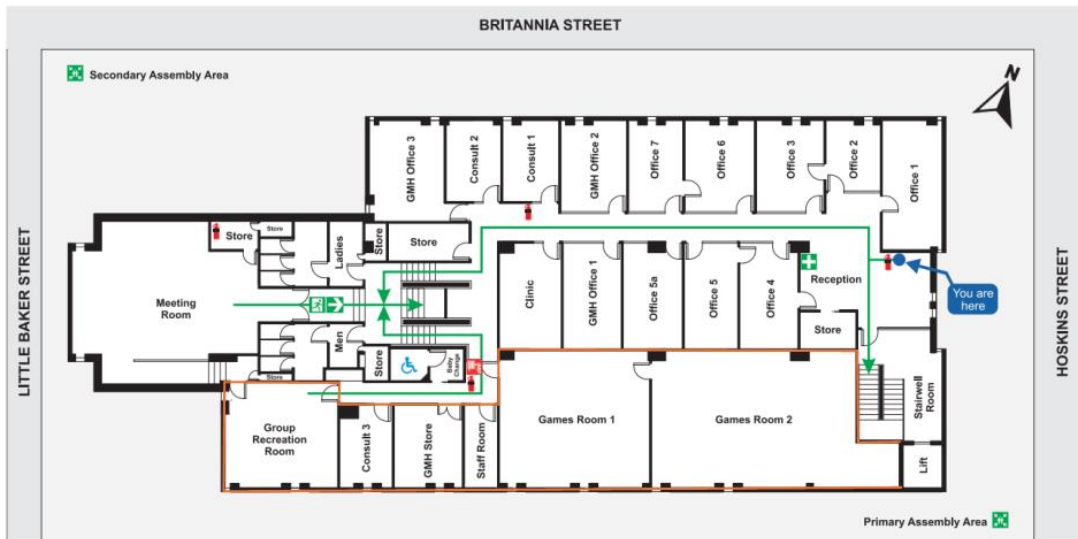 BRITANNIA STREET
Secondary Assembly Area
N
GMH Office 3
Consult 2
Consult 1
GMH Office 2
Office 7
Office 6
Office 3
Office 2
Office 1
LITTLE BAKER STREET
HOSKINS STREET
Store
Store
Ladies
Store
Store
Meeting
Room
Clinic
GMH Office 1
Office 5a
Office 5
Office 4
Reception
You are
here
Store
Men
Store
Baby
Change
Store
Group
Recreation
Room
Consult 3
GMH Store
Staff Room
Games Room 1
Games Room 2
Stairwell
Room
Lift
Primary Assembly Area